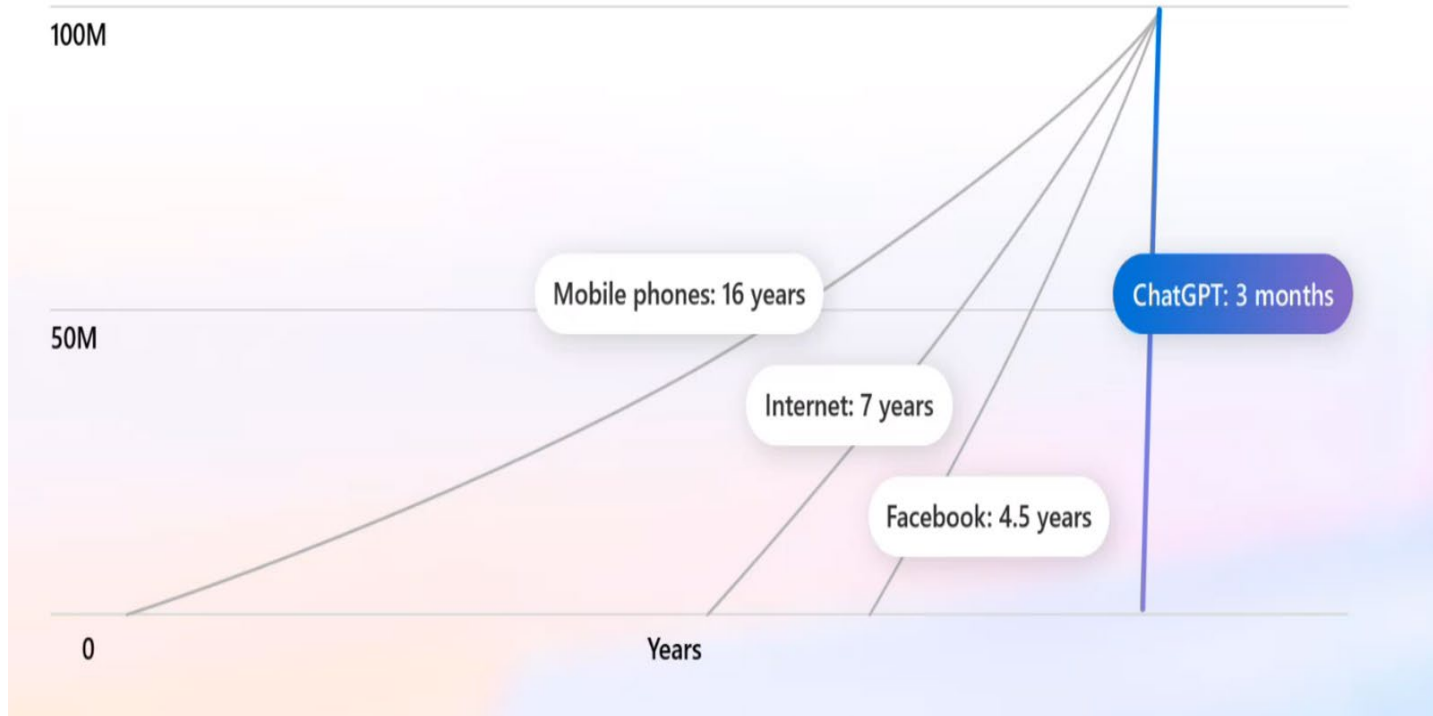 100M
Mobile phones: 16 years
ChatGPT: 3 months
50M
Internet: 7 years
Facebook: 4.5 years
0
Years